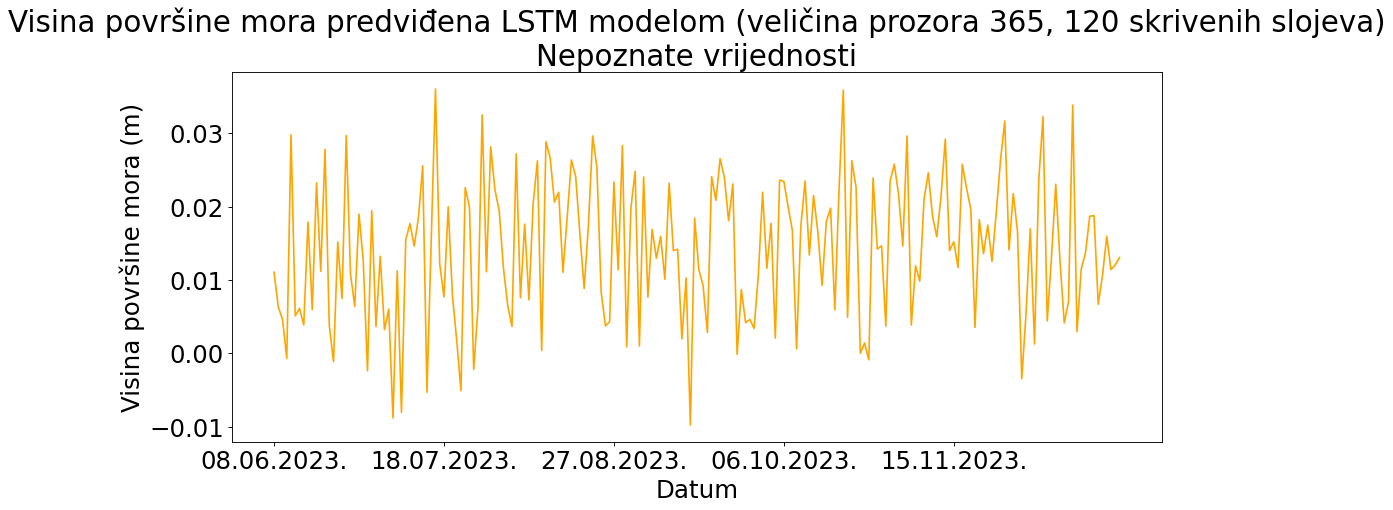 Visina površine mora predviđena LSTM modelom (veličina prozora 365, 120 skrivenih slojeva)
Nepoznate vrijednosti
Visina površine mora (m)
0.03
0.02
0.01
0.00
−0.01
08.06.2023. 18.07.2023. 27.08.2023. 06.10.2023. 15.11.2023.
Datum